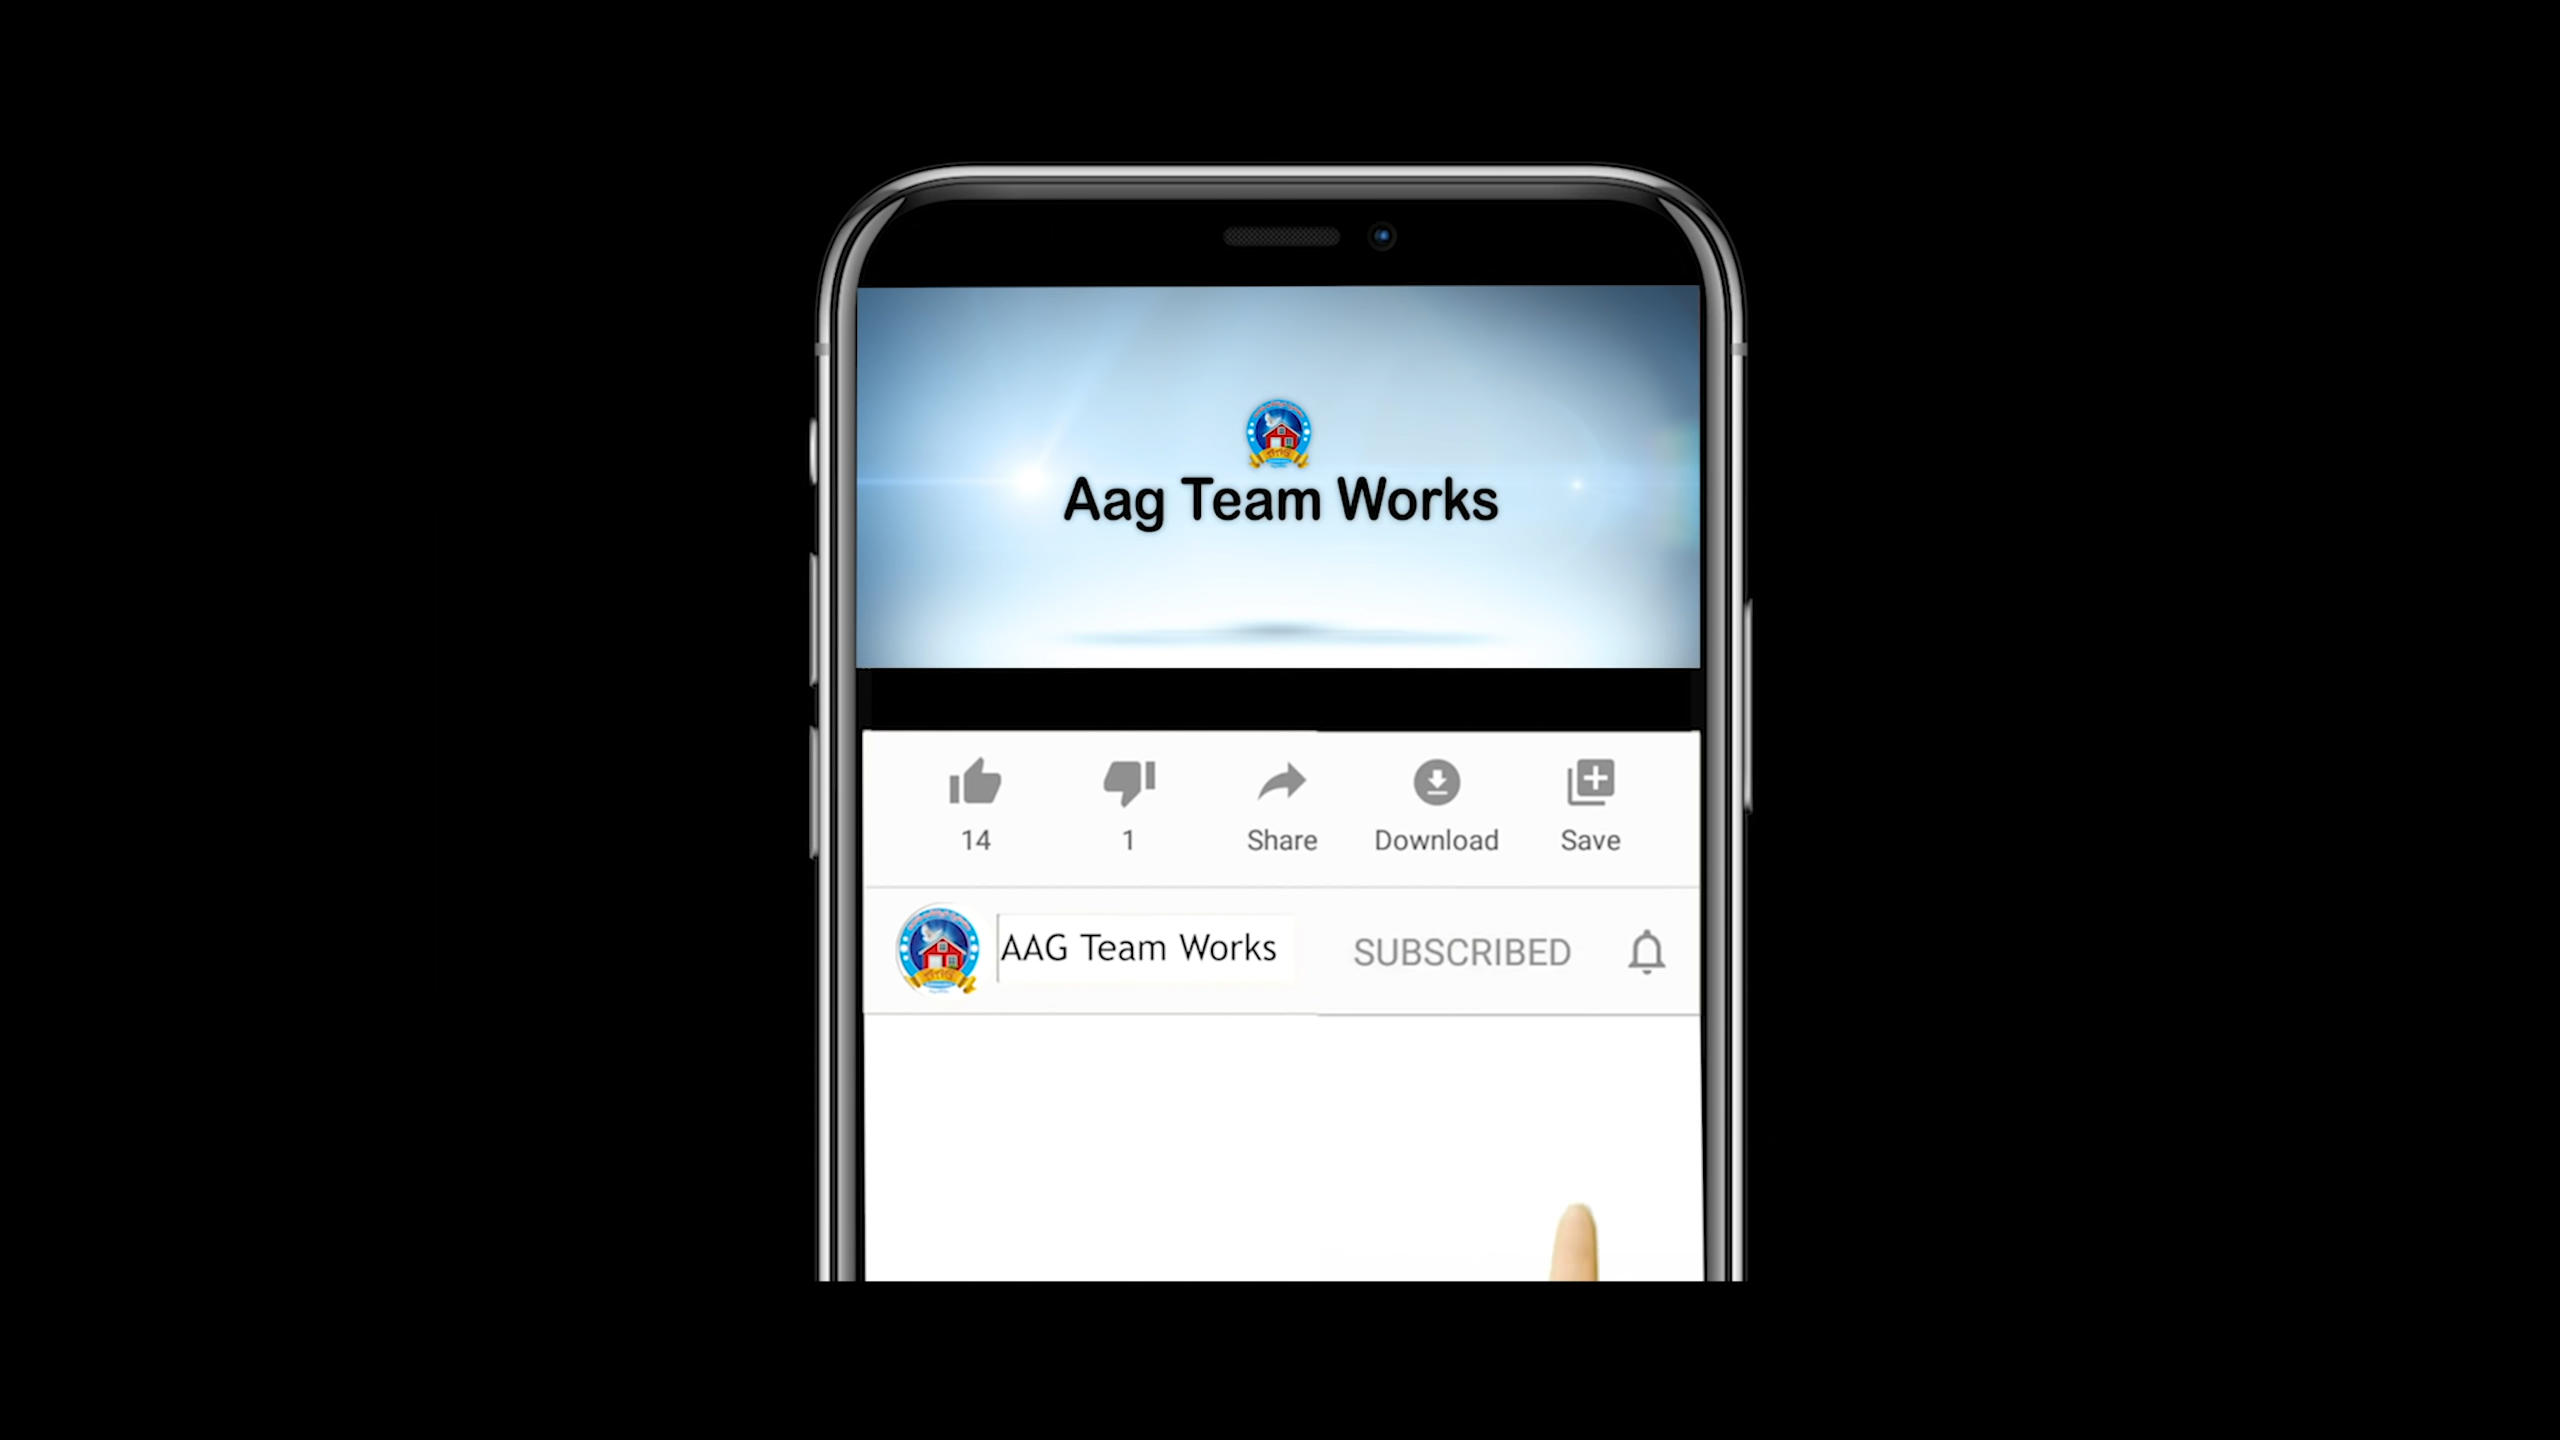 Aag Team Works
14
1
Share
Download
Save
AAG Team Works
SUBSCRIBED